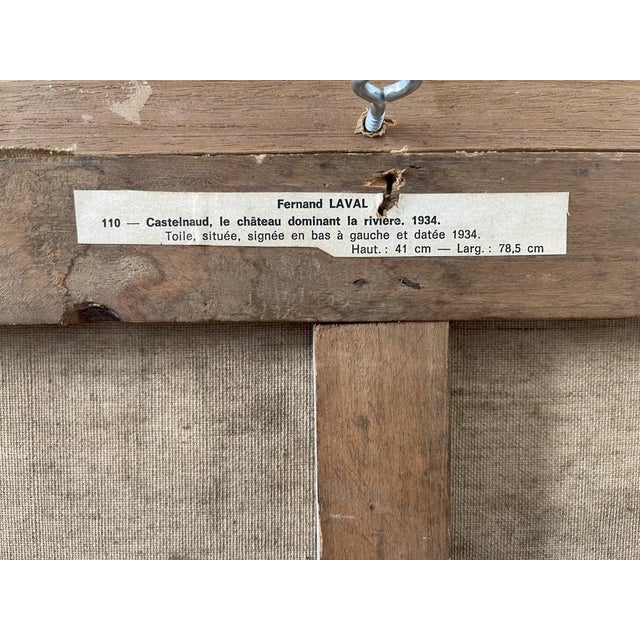 Fernand LAVAL
110 — Castelnaud, le château dominant la rivière. 1934.
Toile, située, signée en bas à gauche et datée 1934.
Haut. : 41 cm — Larg. : 78,5 cm